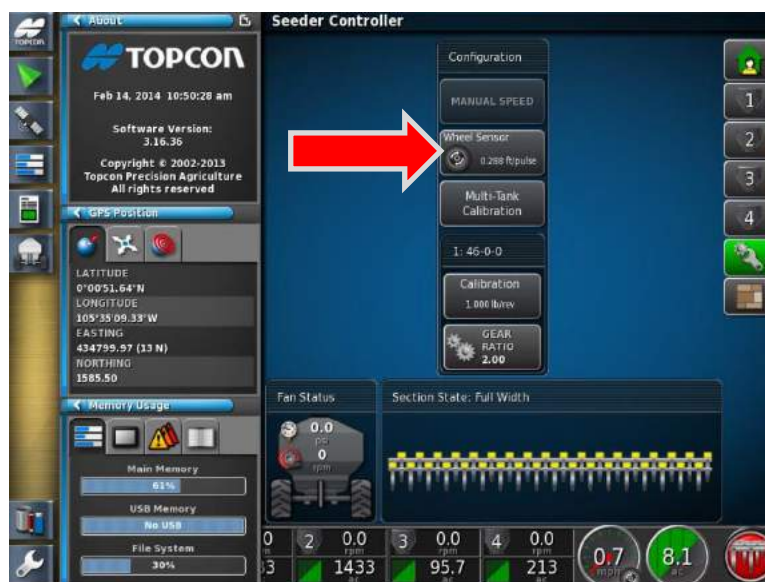 TOPCON
About
TOPCON
Feb 14, 2014 10:50:28 am
Software Version:
3.16.36
Copyright © 2002-2013
Topcon Precision Agriculture
All rights reserved
GPS Position
LATITUDE
0°00'51.64"N
LONGITUDE
105°35'09.33"W
EASTING
434799.97 (13 N)
NORTHING
1585.50
Memory Usage
Main Memory
61%
USB Memory
No USB
File System
30%
Seeder Controller
Configuration
MANUAL SPEED
Wheel Sensor
0.288 ft/pulse
Multi-Tank
Calibration
1: 46-0-0
Calibration
1.000 lb/rev
GEAR
RATIO
2.00
1
2
3
4
Fan Status
0.0
psi
0
rpm
Section State: Full Width
0 2 0.0 3 0.0 4 0.0
n rpm rpm rpm
3 1433 95.7 213
ac ac ac
0.7
mph
8.1
ac